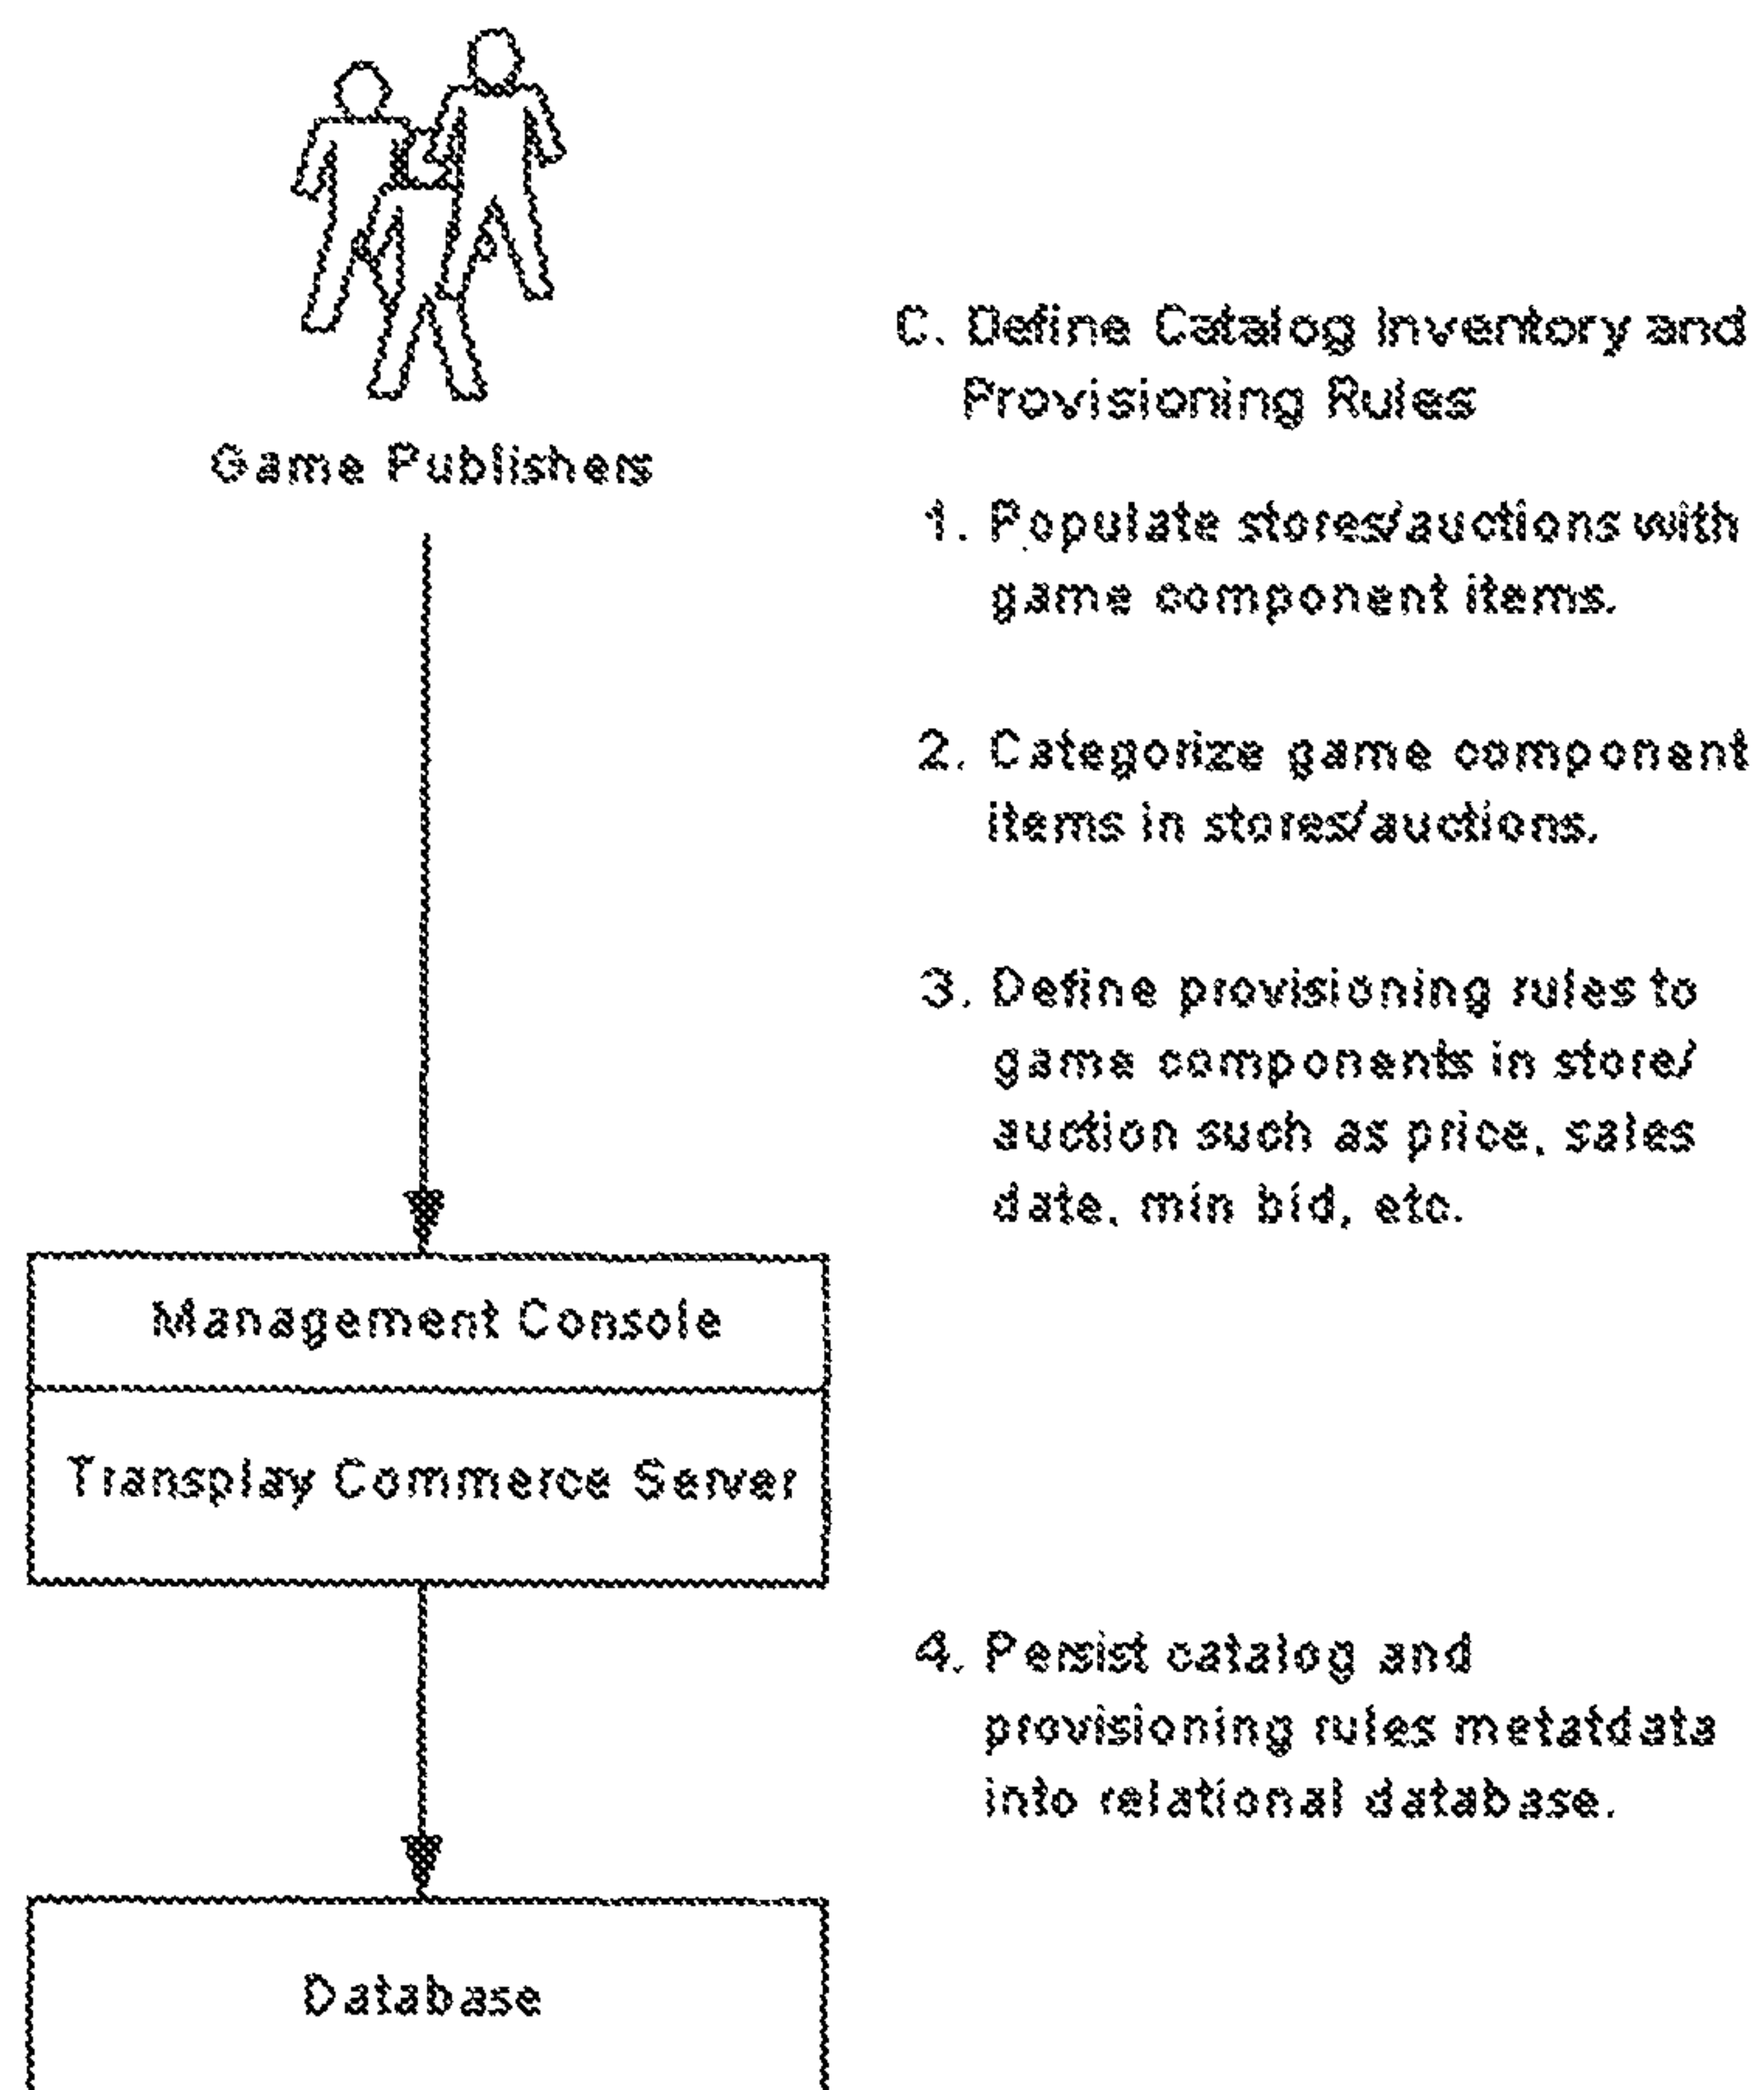 Game Publishers
C. Define Catalog Inventory and
Provisioning Rules
1. Populate stores/auctions with
game component items.
2. Categorize game component
items in stores/auctions.
3. Define provisioning rules to
game components in store/
auction such as price, sales
date, min bid, etc.
Management Console
Transplay Commerce Server
4. Persist catalog and
provisioning rules metatdata
into relational database.
Database